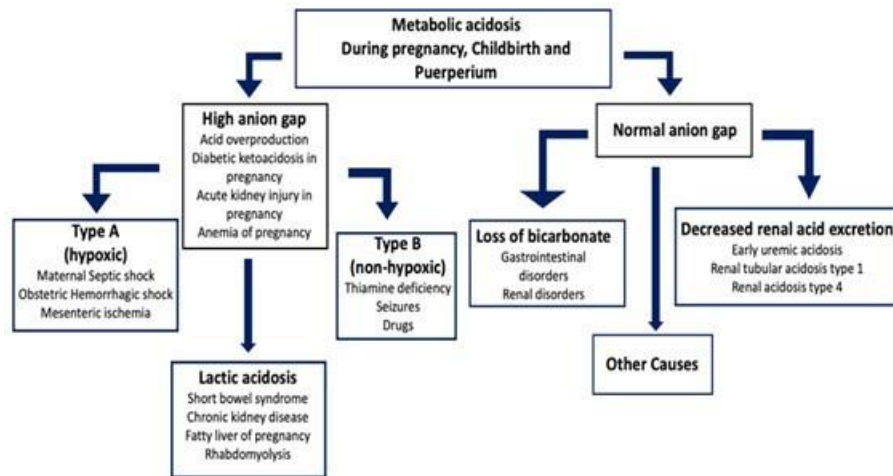 Metabolic acidosis
During pregnancy, Childbirth and
Puerperium
High anion gap
Acid overproduction
Diabetic ketoacidosis in
pregnancy
Acute kidney injury in
pregnancy
Anemia of pregnancy
Normal anion gap
Type A
(hypoxic)
Maternal Septic shock
Obstetric Hemorrhagic shock
Mesenteric ischemia
Type B
(non-hypoxic)
Thiamine deficiency
Seizures
Drugs
Loss of bicarbonate
Gastrointestinal
disorders
Renal disorders
Decreased renal acid excretion
Early uremic acidosis
Renal tubular acidosis type 1
Renal acidosis type 4
Lactic acidosis
Short bowel syndrome
Chronic kidney disease
Fatty liver of pregnancy
Rhabdomyolysis
Other Causes